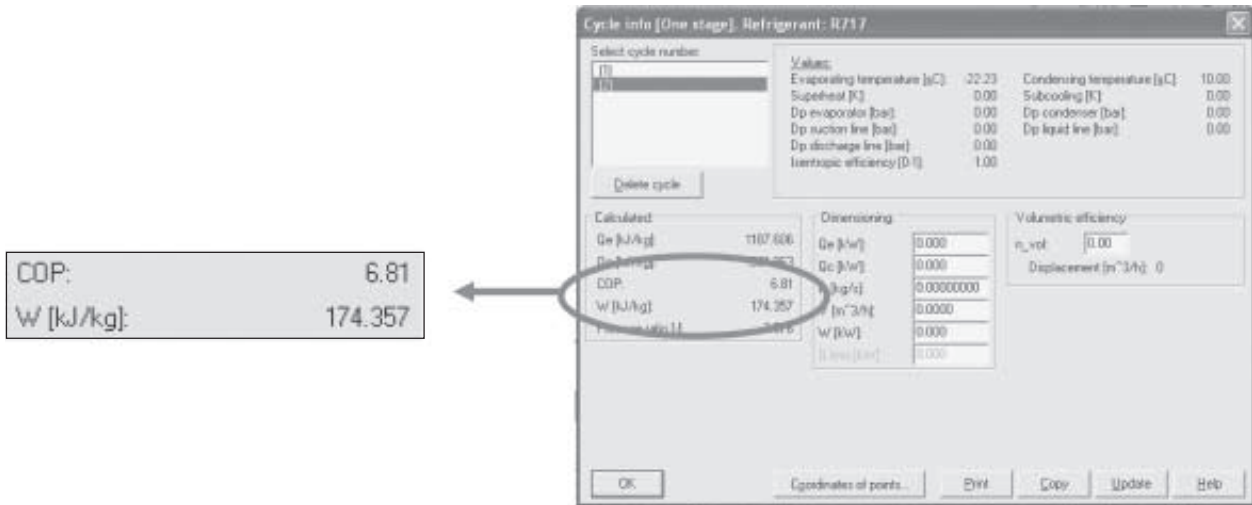 COP: 6.81
W [kJ/kg]: 174.357
Cycle info [One stage]. Refrigerant: R717
Select cycle number:
[1]
[2]
Delete cycle
Values:
Evaporating temperature [gC]: -22.23 Condensing temperature [gC]: 10.00
Superheat [K]: 0.00 Subcooling [K]: 0.00
Dp evaporator [bar]: 0.00 Dp condenser [bar]: 0.00
Dp suction line [bar]: 0.00 Dp liquid line [bar]: 0.00
Dp discharge line [bar]: 0.00
Isentropic efficiency [0-1]: 1.00
Calculated:
Qe [kJ/kg]: 1187.606
COP: 6.81
W [kJ/kg]: 174.357
Dimensioning:
Qe [kW]: 0.000
Qc [kW]: 0.000
[kg/s]: 0.00000000
[m^3/h]: 0.0000
W [kW]: 0.000
0.000
Volumetric efficiency
n_vol: 0.00
Displacement [m^3/h]: 0
OK Coordinates of points... Print Copy Update Help